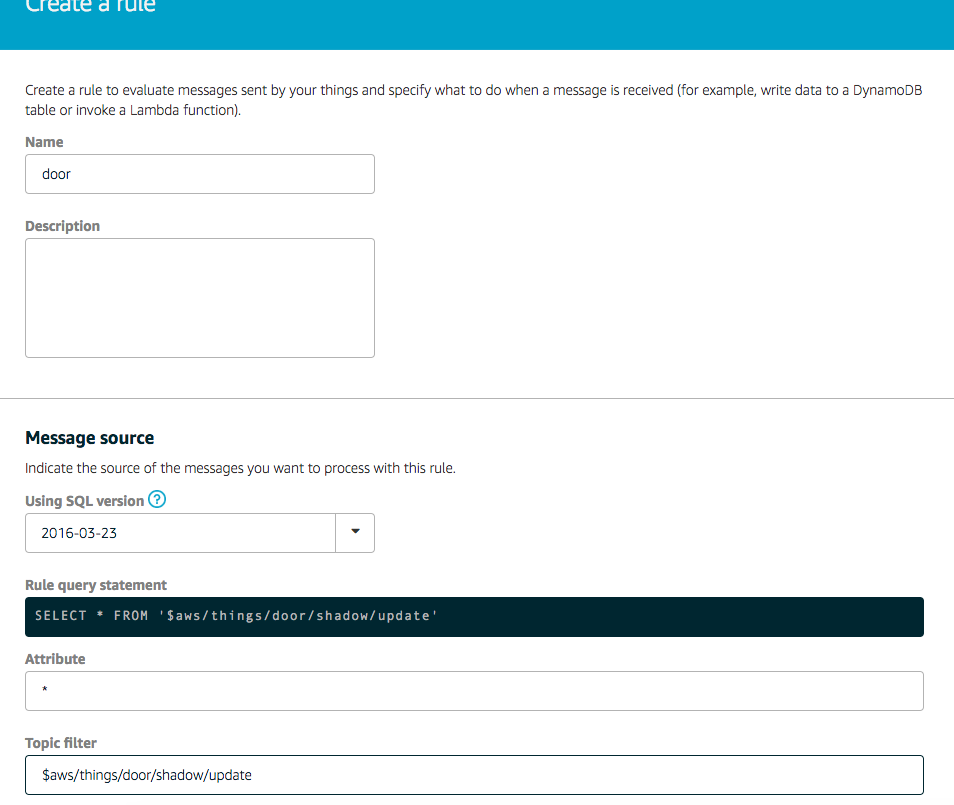 Create a rule
Create a rule to evaluate messages sent by your things and specify what to do when a message is received (for example, write data to a DynamoDB
table or invoke a Lambda function).
Name
door
Description
Message source
Indicate the source of the messages you want to process with this rule.
Using SQL version ?
2016-03-23
Rule query statement
SELECT * FROM '$aws/things/door/shadow/update'
Attribute
*
Topic filter
$aws/things/door/shadow/update